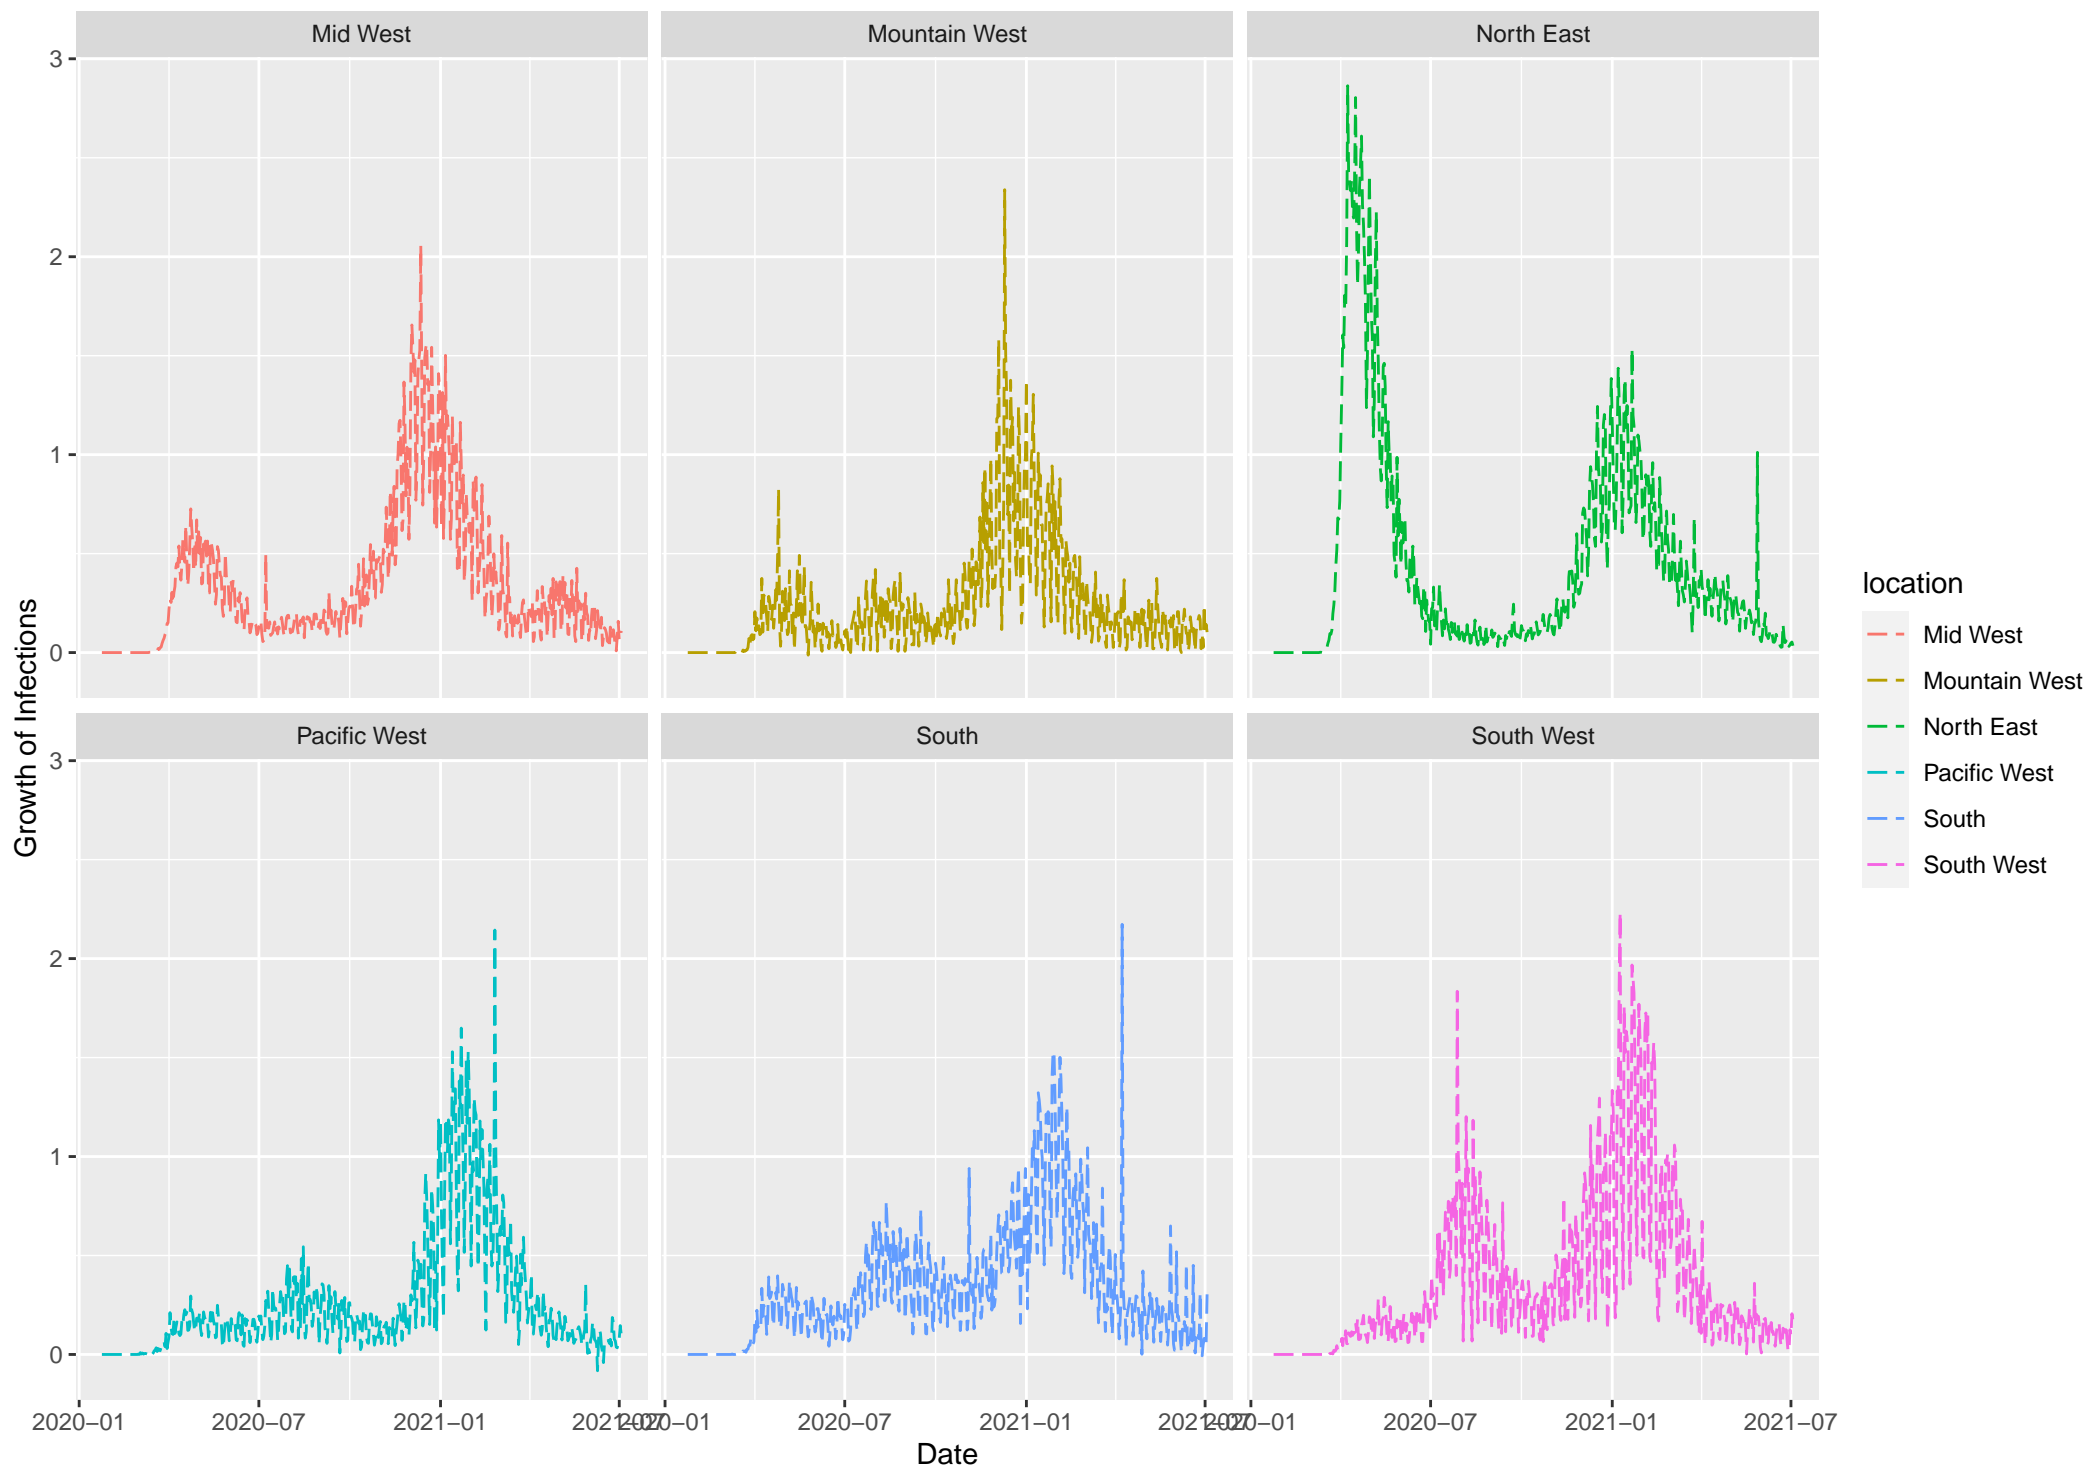 Mid West
Mountain West
North East
3
2
1
0
Pacific West
South
South West
3
2
1
0
Growth of Infections
2020–01
2020–07
2021–01
2021–07
2020–01
2020–07
2021–01
2021–07
2020–01
2020–07
2021–01
2021–07
Date
location
Mid West
Mountain West
North East
Pacific West
South
South West